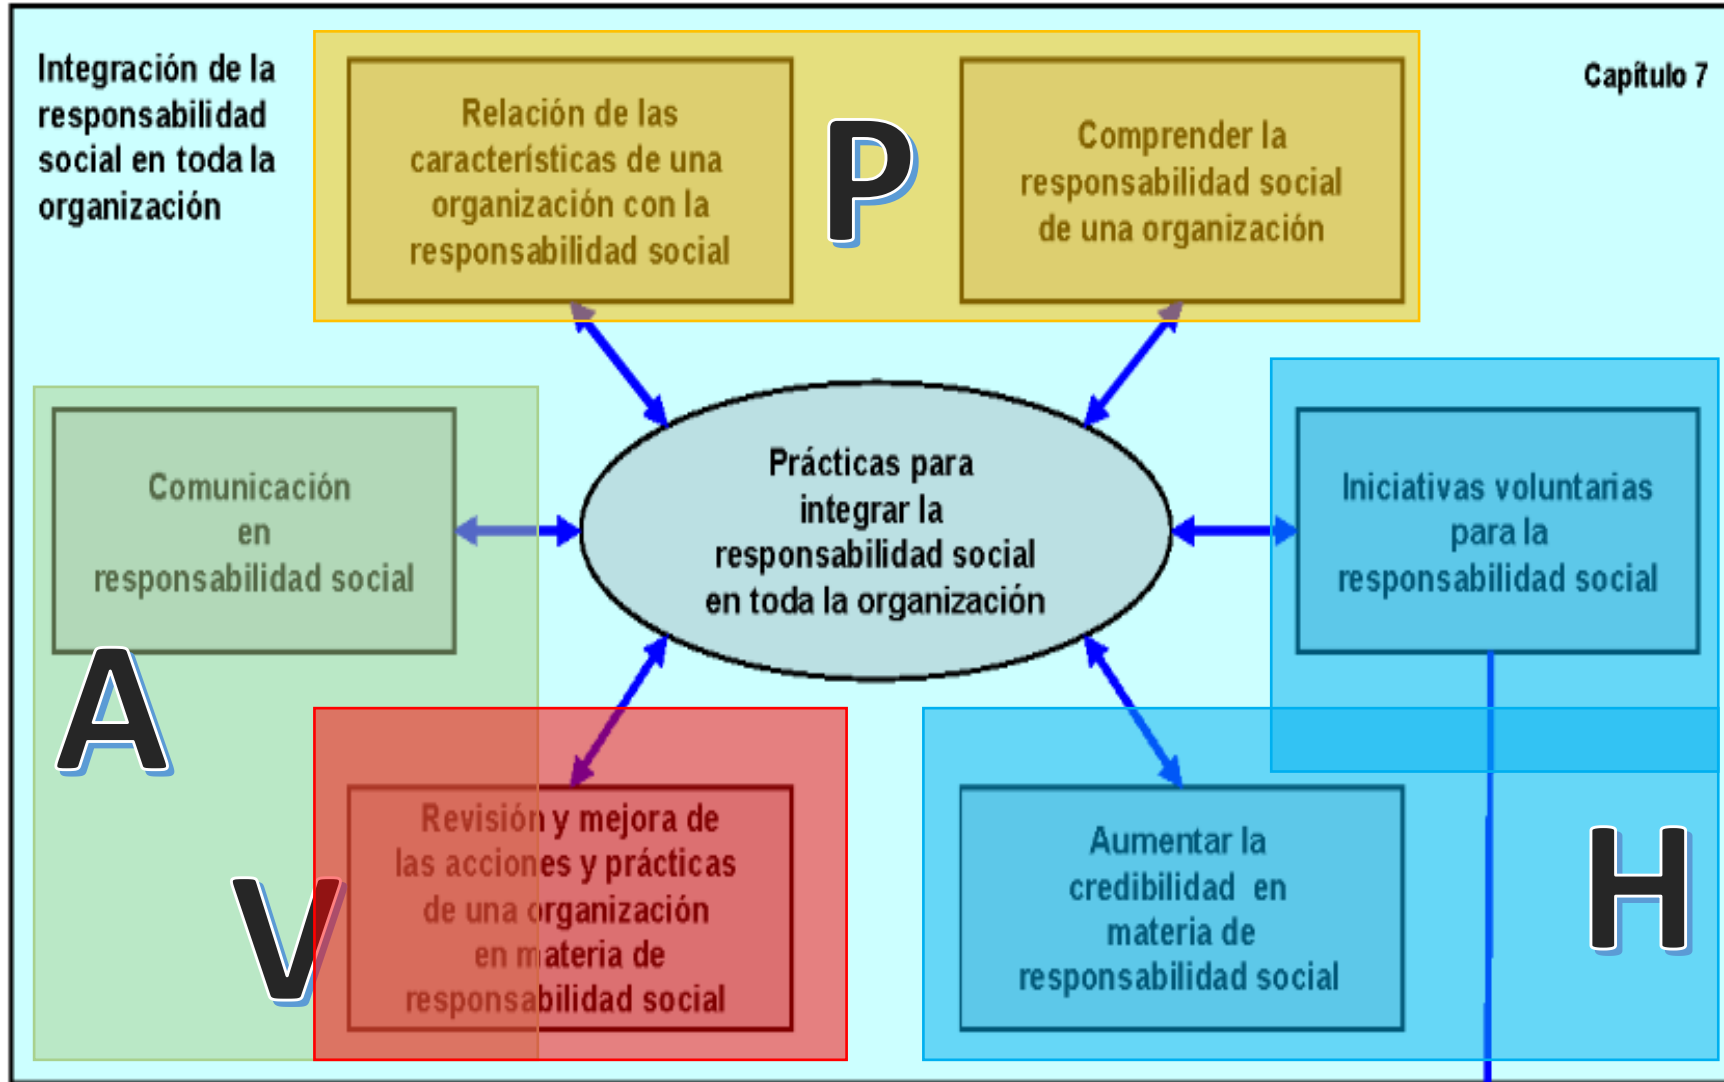 Integración de la
responsabilidad
social en toda la
organización
Relación de las
características de una
organización con la
responsabilidad social
P
Comprender la
responsabilidad social
de una organización
Capítulo 7
Comunicación
en
responsabilidad social
Prácticas para
integrar la
responsabilidad social
en toda la organización
Iniciativas voluntarias
para la
responsabilidad social
A
V
Revisión y mejora de
las acciones y prácticas
de una organización
en materia de
responsabilidad social
Aumentar la
credibilidad en
materia de
responsabilidad social
H